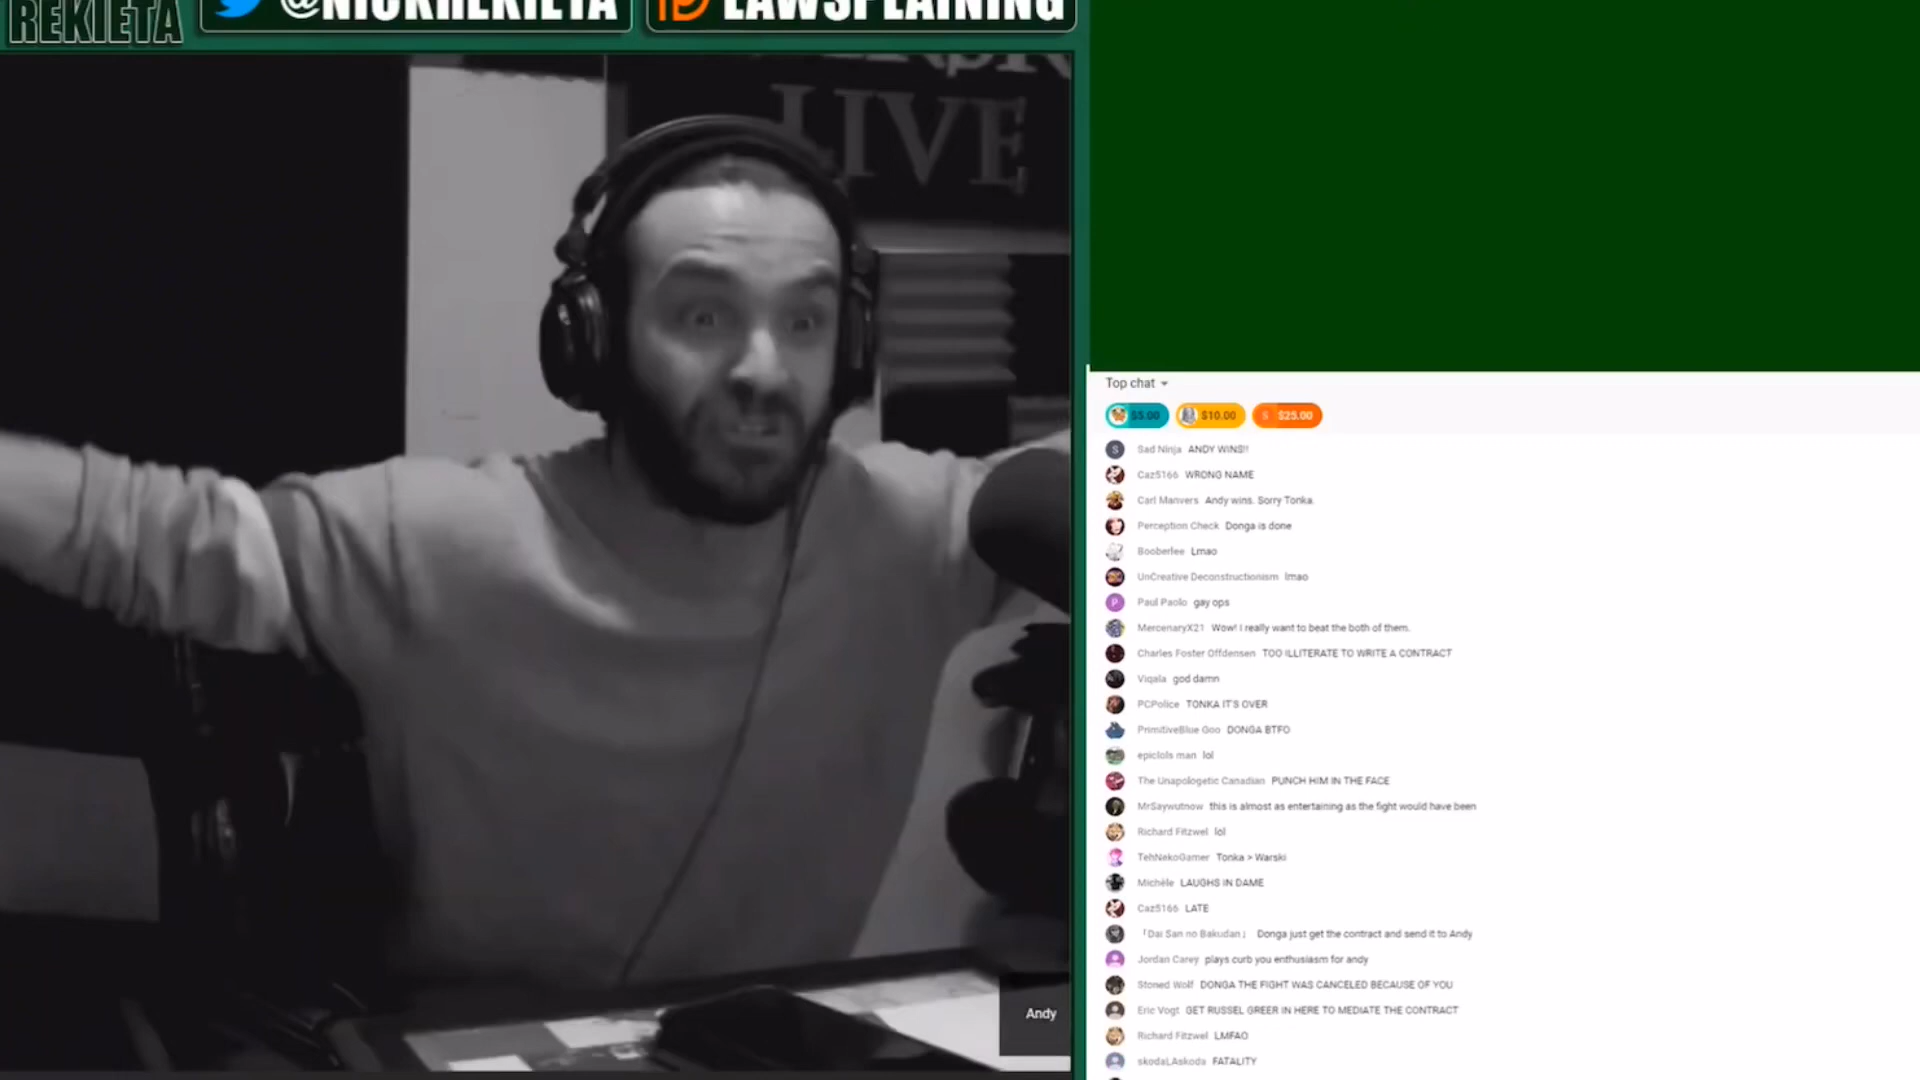 REKIETA
@NICKREKIETA
LAWSPLAINING
LIVE
Andy
Top chat
$5.00
$10.00
S $25.00
S
Sad Ninja ANDY WINS!!
Caz5166 WRONG NAME
Carl Manvers Andy wins. Sorry Tonka.
Perception Check Donga is done
Booberlee Lmao
UnCreative Deconstructionism lmao
P
Paul Paolo gay ops
MercenaryX21 Wow! I really want to beat the both of them.
Charles Foster Offdensen TOO ILLITERATE TO WRITE A CONTRACT
Viqala god damn
PCPolice TONKA IT'S OVER
PrimitiveBlue Goo DONGA BTFO
epiclols man lol
The Unapologetic Canadian PUNCH HIM IN THE FACE
MrSaywutnow this is almost as entertaining as the fight would have been
Richard Fitzwel lol
TehNekoGamer Tonka > Warski
Michèle LAUGHS IN DAME
Caz5166 LATE
「Dai San no Bakudan」 Donga just get the contract and send it to Andy
Jordan Carey plays curb you enthusiasm for andy
Stoned Wolf DONGA THE FIGHT WAS CANCELED BECAUSE OF YOU
Eric Vogt GET RUSSEL GREER IN HERE TO MEDIATE THE CONTRACT
Richard Fitzwel LMFAO
skodaLAskoda FATALITY